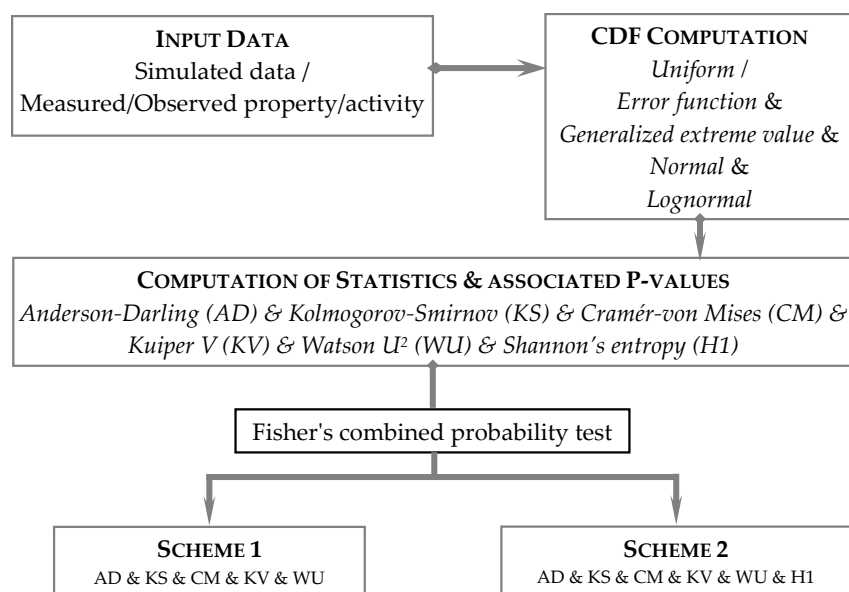 INPUT DATA
Simulated data /
Measured/Observed property/activity
CDF COMPUTATION
Uniform /
Error function &
Generalized extreme value &
Normal &
Lognormal
COMPUTATION OF STATISTICS & ASSOCIATED P-VALUES
Anderson-Darling (AD) & Kolmogorov-Smirnov (KS) & Cramér-von Mises (CM) &
Kuiper V (KV) & Watson U² (WU) & Shannon's entropy (H1)
Fisher's combined probability test
SCHEME 1
AD & KS & CM & KV & WU
SCHEME 2
AD & KS & CM & KV & WU & H1